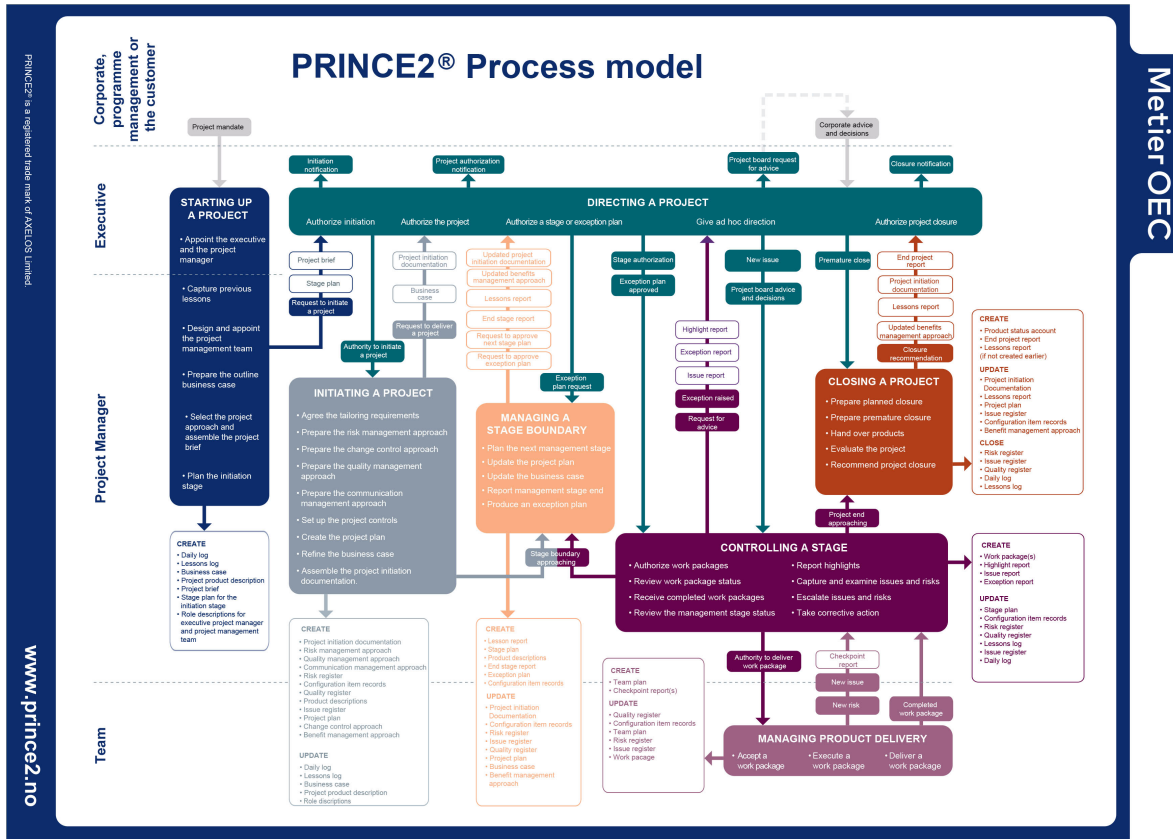 PRINCE2® Process model
Metier OEC
PRINCE2® is a registered trade mark of AXELOS Limited.
www.prince2.no
Corporate,
programme
management or
the customer
Executive
Project Manager
Team
Project mandate
Corporate advice
and decisions
Initiation
notification
Project authorization
notification
Project board request
for advice
Closure notification
STARTING UP
A PROJECT
• Appoint the executive
and the project
manager
• Capture previous
lessons
• Design and appoint
the project
management team
• Prepare the outline
business case
• Select the project
approach and
assemble the project
brief
• Plan the initiation
stage
DIRECTING A PROJECT
Authorize initiation
Authorize the project
Authorize a stage or exception plan
Give ad hoc direction
Authorize project closure
Project brief
Stage plan
Request to initiate
a project
Authority to initiate
a project
Project initiation
documentation
Business
case
Request to deliver
a project
Updated project
initiation documentation
Updated benefits
management approach
Lessons report
End stage report
Request to approve
next stage plan
Request to approve
exception plan
Exception
plan request
Stage authorization
Exception plan
approved
Highlight report
Exception report
Issue report
Exception raised
Request for
advice
New issue
Project board advice
and decisions
Premature close
End project
report
Project initiation
documentation
Lessons report
Updated benefits
management approach
Closure
recommendation
INITIATING A PROJECT
• Agree the tailoring requirements
• Prepare the risk management approach
• Prepare the change control approach
• Prepare the quality management
approach
• Prepare the communication
management approach
• Set up the project controls
• Create the project plan
• Refine the business case
• Assemble the project initiation
documentation.
MANAGING A
STAGE BOUNDARY
• Plan the next management stage
• Update the project plan
• Update the business case
• Report management stage end
• Produce an exception plan
CLOSING A PROJECT
• Prepare planned closure
• Prepare premature closure
• Hand over products
• Evaluate the project
• Recommend project closure
CREATE
• Product status account
• End project report
• Lessons report
(if not created earlier)
UPDATE
• Project initiation
Documentation
• Lessons report
• Project plan
• Issue register
• Configuration item records
• Benefit management approach
CLOSE
• Risk register
• Issue register
• Quality register
• Daily log
• Lessons log
Stage boundary
approaching
Project end
approaching
CONTROLLING A STAGE
• Authorize work packages
• Review work package status
• Receive completed work packages
• Review the management stage status
• Report highlights
• Capture and examine issues and risks
• Escalate issues and risks
• Take corrective action
CREATE
• Work package(s)
• Highlight report
• Issue report
• Exception report
UPDATE
• Stage plan
• Configuration item records
• Risk register
• Quality register
• Lessons log
• Issue register
• Daily log
• Daily log
• Lessons log
• Business case
• Project product description
• Project brief
• Stage plan for the
initiation stage
• Role descriptions for
executive project manager
and project management
team
CREATE
• Project initiation documentation
• Risk management approach
• Quality management approach
• Communication management approach
• Risk register
• Configuration item records
• Quality register
• Product descriptions
• Issue register
• Project plan
• Change control approach
• Benefit management approach
UPDATE
• Daily log
• Lessons log
• Business case
• Project product description
• Role discriptions
CREATE
• Lesson report
• Stage plan
• Product descriptions
• End stage report
• Exception plan
• Configuration item records
UPDATE
• Project initiation
Documentation
• Configuration item records
• Risk register
• Issue register
• Quality register
• Project plan
• Business case
• Benefit management
approach
CREATE
• Team plan
• Checkpoint report(s)
UPDATE
• Quality register
• Configuration item records
• Team plan
• Risk register
• Issue register
• Work pacage
Authority to deliver
work package
Checkpoint
report
New issue
New risk
Completed
work package
MANAGING PRODUCT DELIVERY
• Accept a
work package
• Execute a
work package
• Deliver a
work package